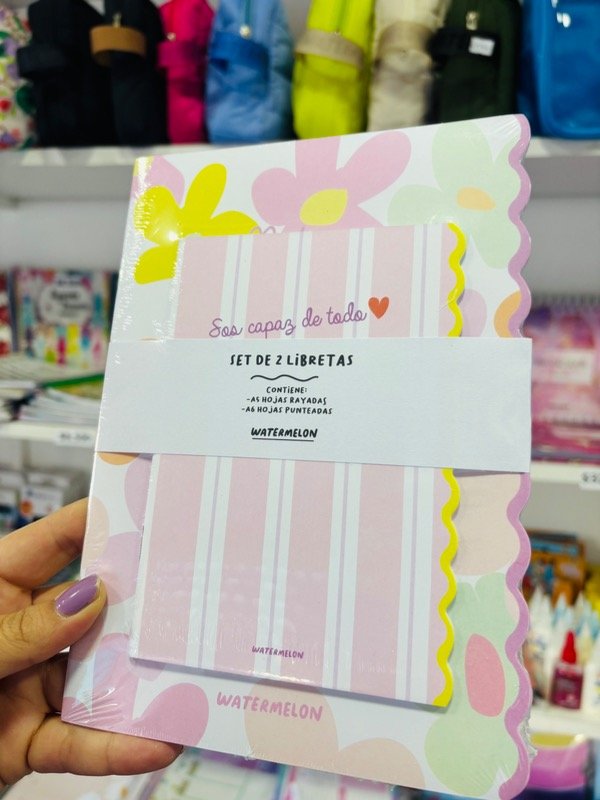 Sos capaz de todo
SET DE 2 LIBRETAS
CONTIENE:
-A5 HOJAS RAYADAS
-A6 HOJAS PUNTEADAS
WATERMELON
WATERMELON
WATERMELON